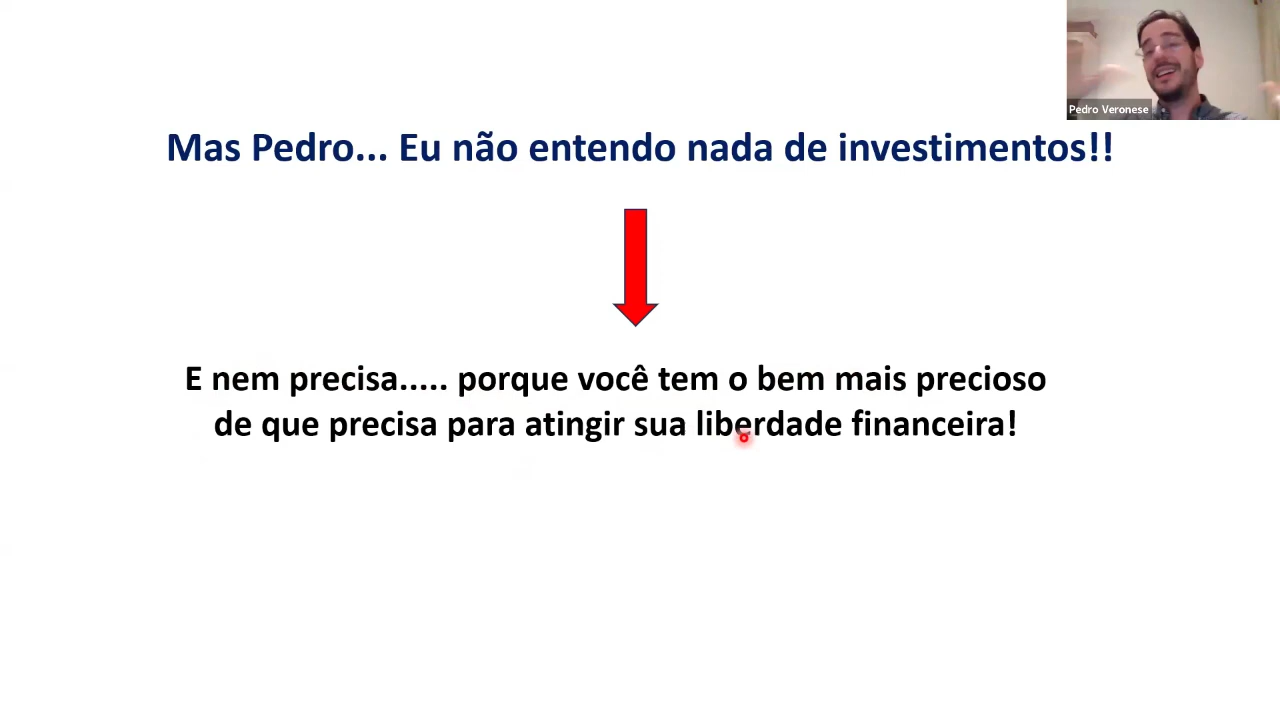 Pedro Veronese
Mas Pedro... Eu não entendo nada de investimentos!!
E nem precisa..... porque você tem o bem mais precioso
de que precisa para atingir sua liberdade financeira!